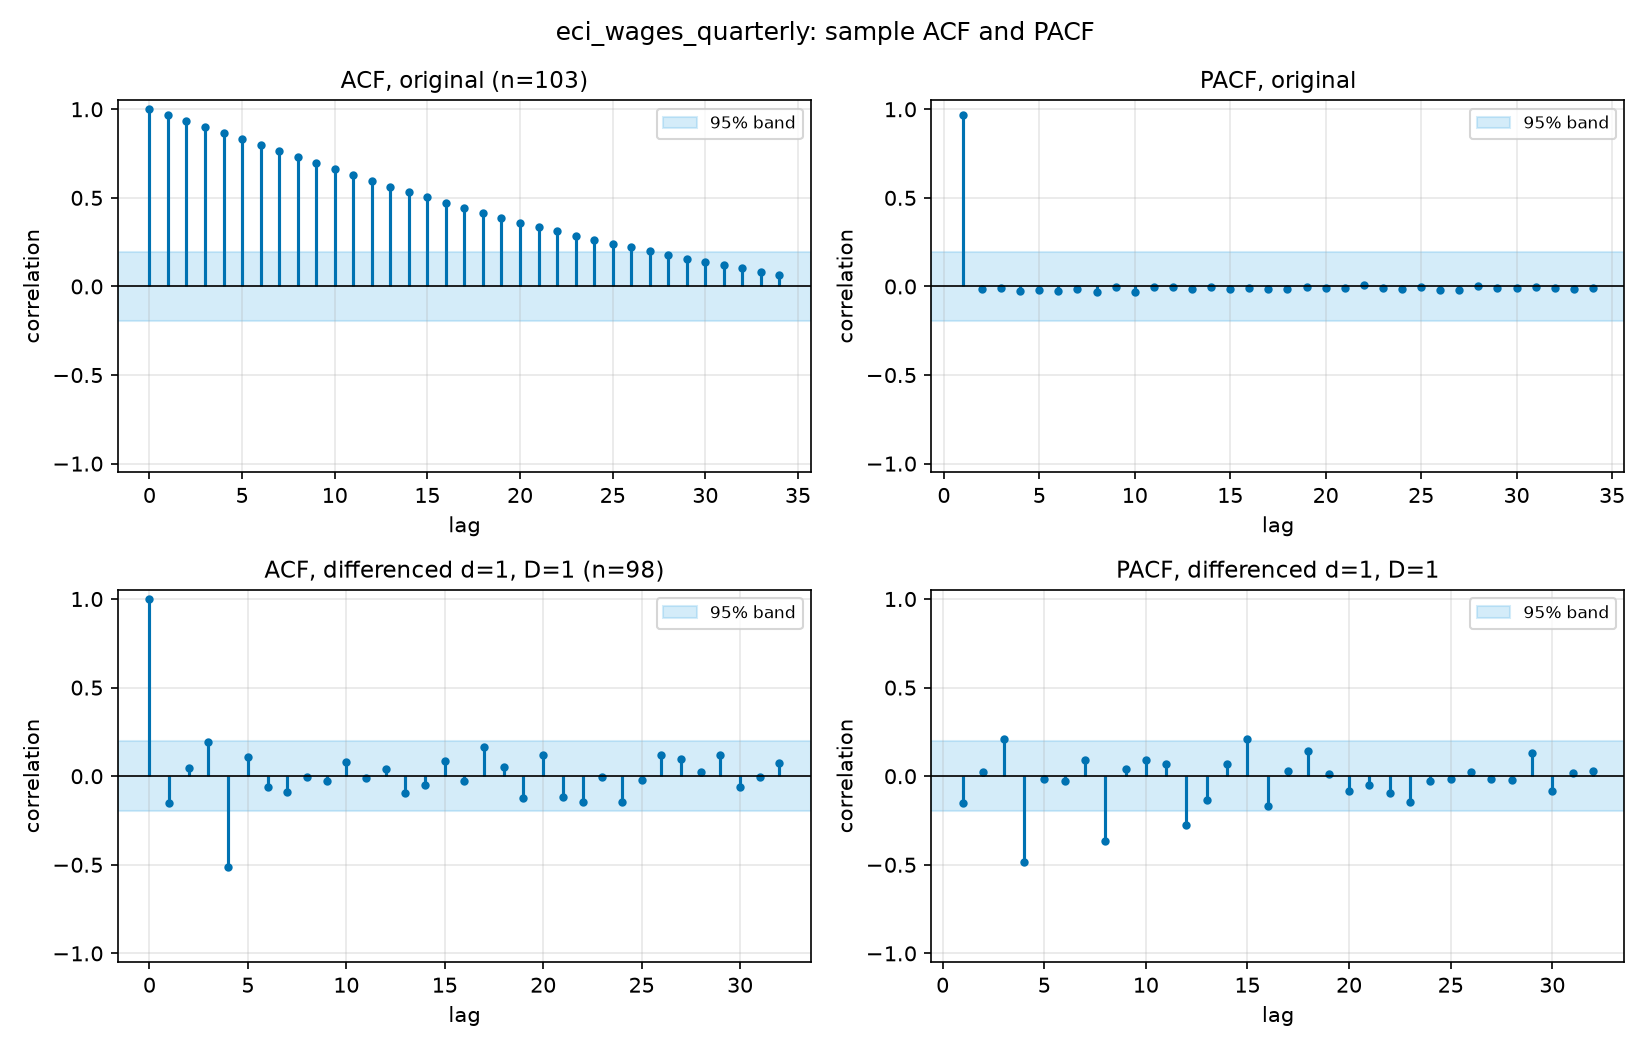 eci_wages_quarterly: sample ACF and PACF
ACF, original (n=103)
95% band
1.0
0.5
0.0
−0.5
−1.0
correlation
0 5 10 15 20 25 30 35
lag
PACF, original
95% band
1.0
0.5
0.0
−0.5
−1.0
correlation
0 5 10 15 20 25 30 35
lag
ACF, differenced d=1, D=1 (n=98)
95% band
1.0
0.5
0.0
−0.5
−1.0
correlation
0 5 10 15 20 25 30
lag
PACF, differenced d=1, D=1
95% band
1.0
0.5
0.0
−0.5
−1.0
correlation
0 5 10 15 20 25 30
lag